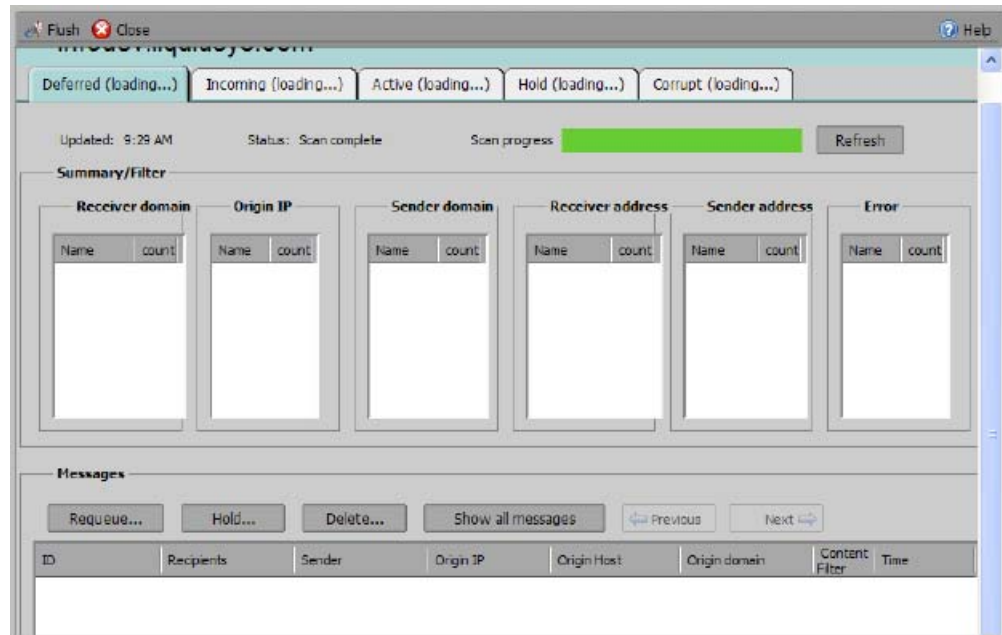 Flush Close Help
Deferred (loading...) Incoming (loading...) Active (loading...) Hold (loading...) Corrupt (loading...)
Updated: 9:29 AM Status: Scan complete Scan progress Refresh
Summary/Filter
Receiver domain Origin IP Sender domain Receiver address Sender address Error
Name count Name count Name count Name count Name count Name count
Messages
Requeue... Hold... Delete... Show all messages Previous Next
ID Recipients Sender Origin IP Origin Host Origin domain Content Filter Time